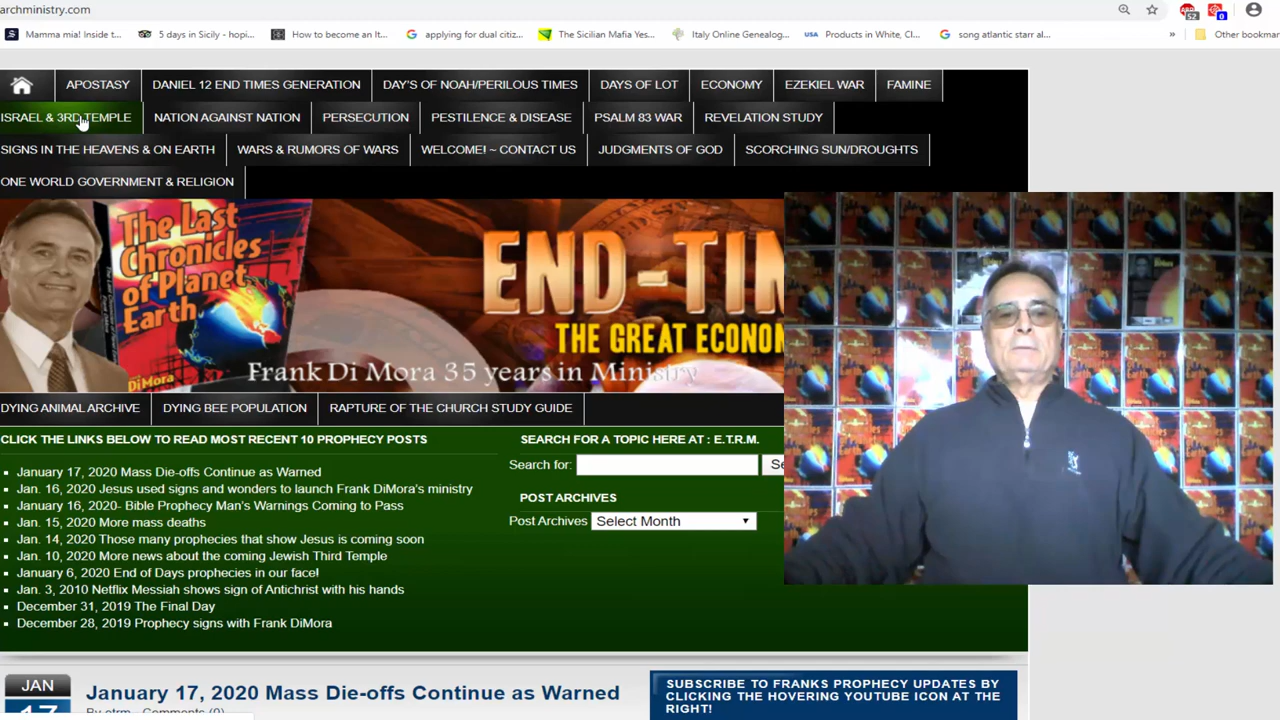 archministry.com
Mamma mia! Inside t...
5 days in Sicily - hopi...
How to become an It...
applying for dual citiz...
The Sicilian Mafia Yes...
Italy Online Genealog...
USA Products in White, Cl...
song atlantic starr al...
»
Other bookmar
52
0
APOSTASY
DANIEL 12 END TIMES GENERATION
DAY'S OF NOAH/PERILOUS TIMES
DAYS OF LOT
ECONOMY
EZEKIEL WAR
FAMINE
ISRAEL & 3RD TEMPLE
NATION AGAINST NATION
PERSECUTION
PESTILENCE & DISEASE
PSALM 83 WAR
REVELATION STUDY
SIGNS IN THE HEAVENS & ON EARTH
WARS & RUMORS OF WARS
WELCOME! ~ CONTACT US
JUDGMENTS OF GOD
SCORCHING SUN/DROUGHTS
ONE WORLD GOVERNMENT & RELIGION
The Last
Chronicles
of Planet
Earth
DiMora
END-TIM
THE GREAT ECONO
Frank Di Mora 35 years in Ministry
DYING ANIMAL ARCHIVE
DYING BEE POPULATION
RAPTURE OF THE CHURCH STUDY GUIDE
CLICK THE LINKS BELOW TO READ MOST RECENT 10 PROPHECY POSTS
January 17, 2020 Mass Die-offs Continue as Warned
Jan. 16, 2020 Jesus used signs and wonders to launch Frank DiMora's ministry
January 16, 2020- Bible Prophecy Man's Warnings Coming to Pass
Jan. 15, 2020 More mass deaths
Jan. 14, 2020 Those many prophecies that show Jesus is coming soon
Jan. 10, 2020 More news about the coming Jewish Third Temple
January 6, 2020 End of Days prophecies in our face!
Jan. 3, 2010 Netflix Messiah shows sign of Antichrist with his hands
December 31, 2019 The Final Day
December 28, 2019 Prophecy signs with Frank DiMora
SEARCH FOR A TOPIC HERE AT : E.T.R.M.
Search for:
Se
POST ARCHIVES
Post Archives Select Month
JAN
17
January 17, 2020 Mass Die-offs Continue as Warned
By etrm Comments (0)
SUBSCRIBE TO FRANKS PROPHECY UPDATES BY
CLICKING THE HOVERING YOUTUBE ICON AT THE
RIGHT!